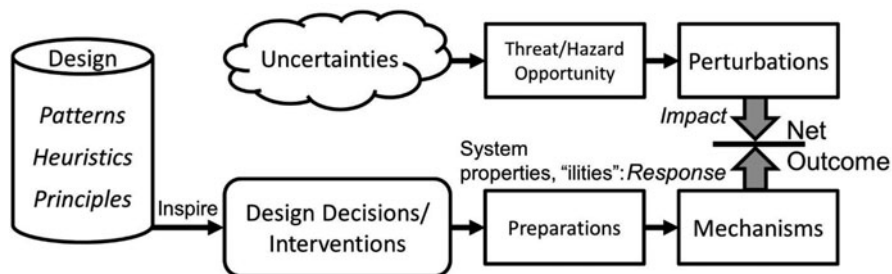 Design
Patterns
Heuristics
Principles
Inspire
Uncertainties
Threat/Hazard
Opportunity
Perturbations
Impact
Net
Outcome
System
properties, “ilities”: Response
Design Decisions/
Interventions
Preparations
Mechanisms